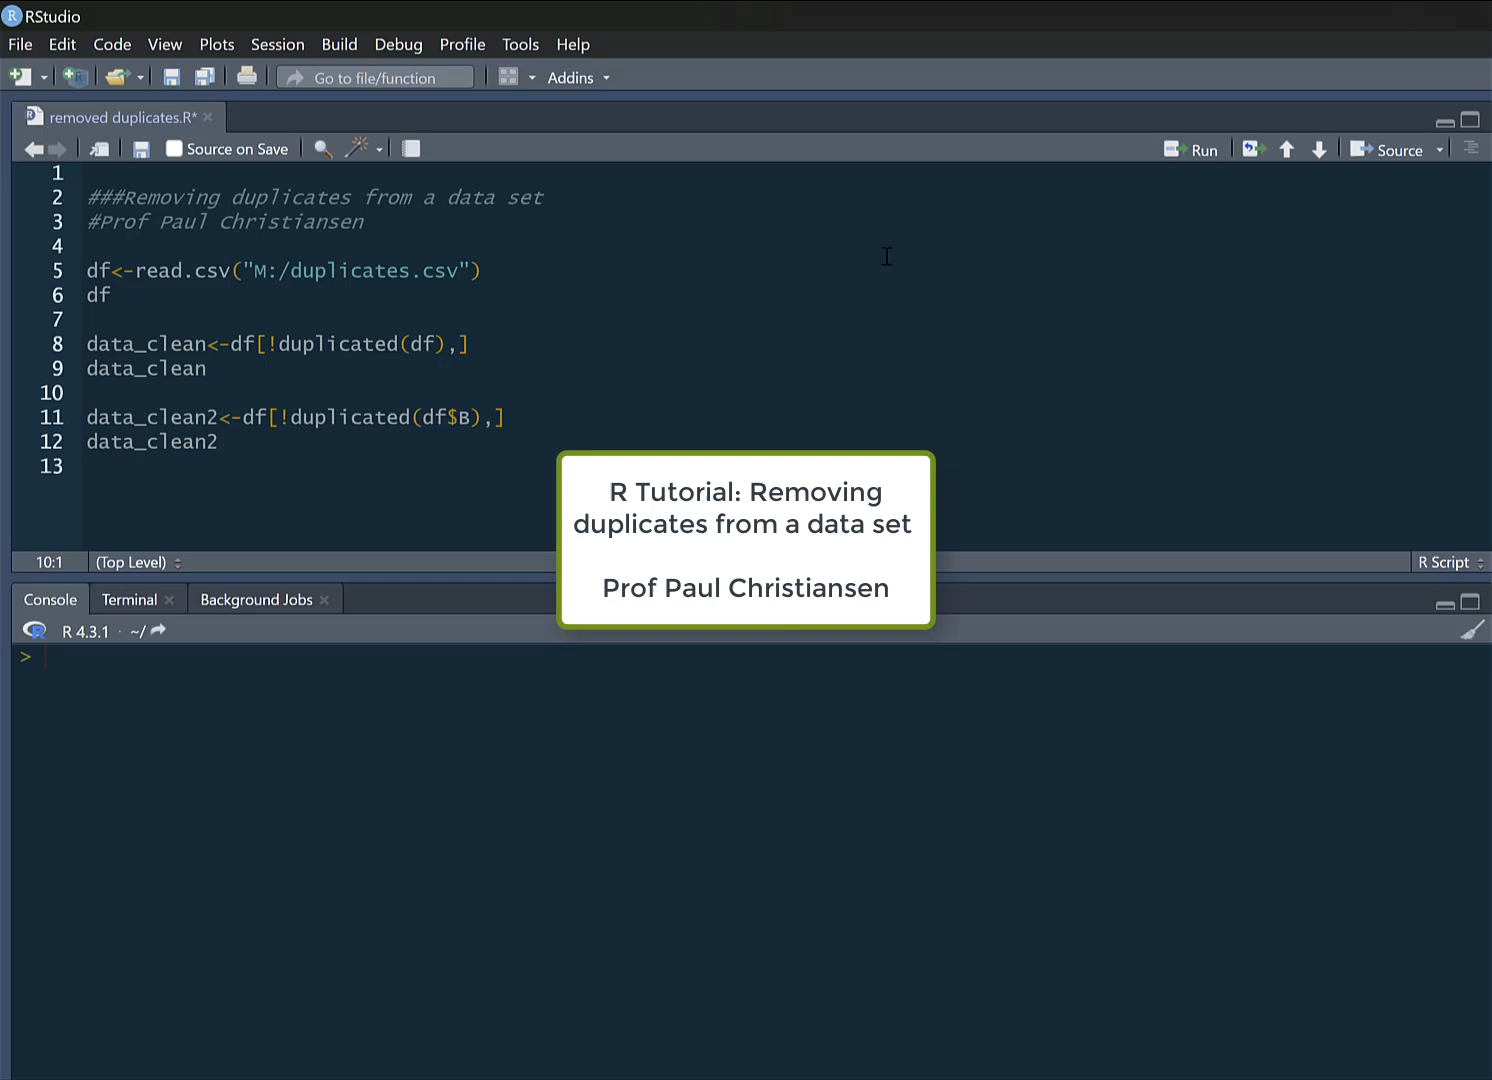 RStudio
File Edit Code View Plots Session Build Debug Profile Tools Help
Go to file/function Addins
removed duplicates.R*
Source on Save Run Source
1
2 ###Removing duplicates from a data set
3 #Prof Paul Christiansen
4
5 df<-read.csv("M:/duplicates.csv")
6 df
7
8 data_clean<-df[!duplicated(df),]
9 data_clean
10
11 data_clean2<-df[!duplicated(df$B),]
12 data_clean2
13
R Tutorial: Removing
duplicates from a data set
Prof Paul Christiansen
10:1 (Top Level) R Script
Console Terminal Background Jobs
R 4.3.1 · ~/
>